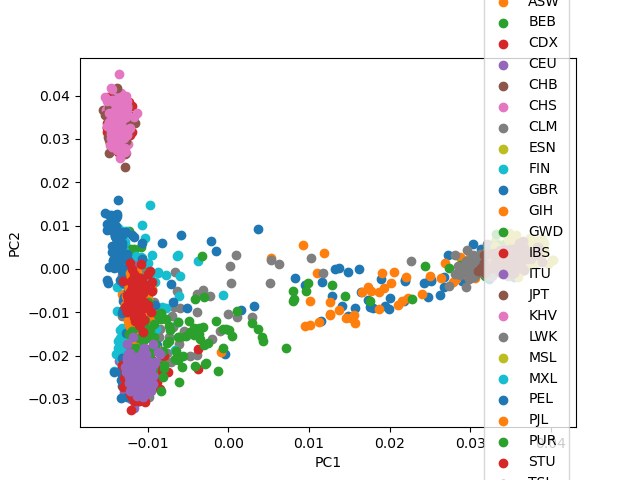 ASW
BEB
CDX
CEU
CHB
CHS
CLM
ESN
FIN
GBR
GIH
GWD
IBS
ITU
JPT
KHV
LWK
MSL
MXL
PEL
PJL
PUR
STU
0.04
0.03
0.02
0.01
0.00
−0.01
−0.02
−0.03
PC2
−0.01 0.00 0.01 0.02 0.03 0.04
PC1